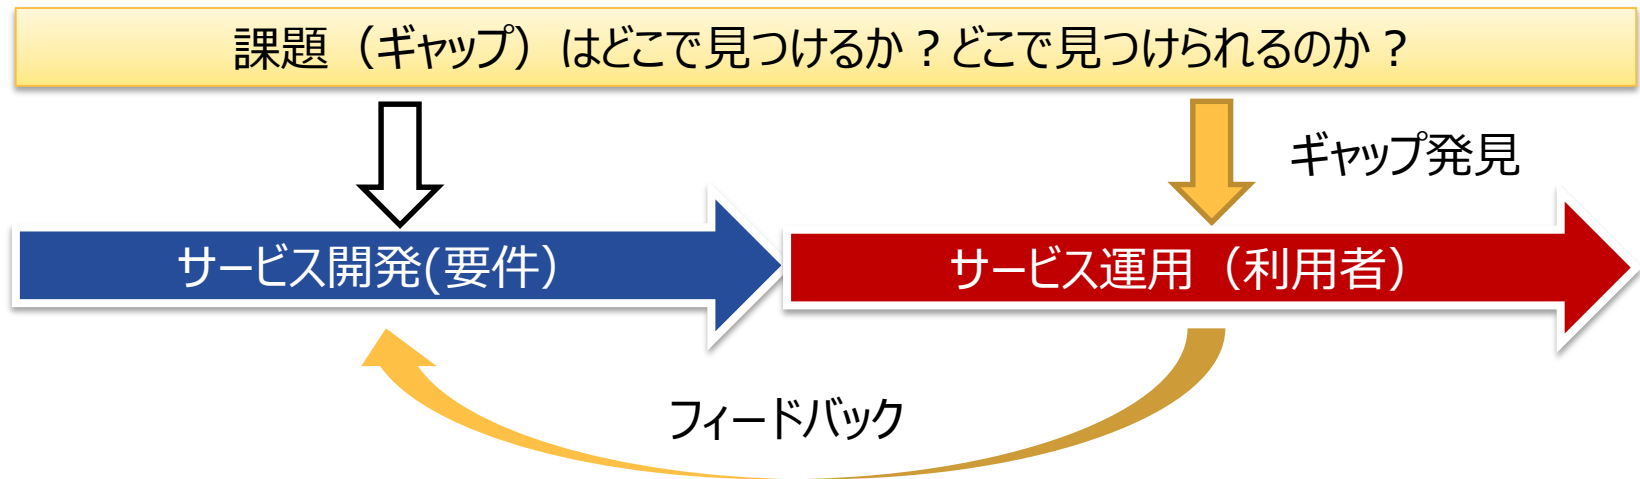 課題（ギャップ）はどこで見つけるか？どこで見つけられるのか？
ギャップ発見
サービス開発(要件）
サービス運用（利用者）
フィードバック